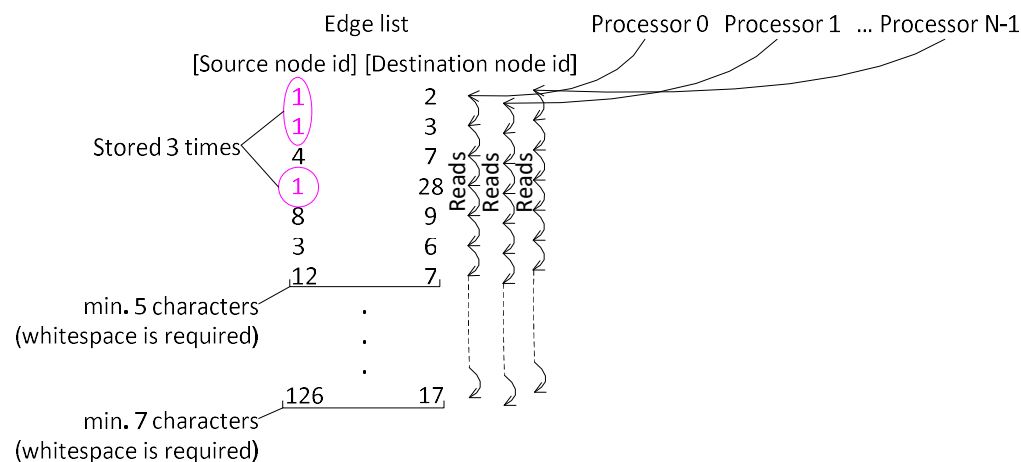 Edge list Processor 0 Processor 1 ... Processor N-1
[Source node id] [Destination node id]
1 2
1 3
Stored 3 times
4 7
1 28
Reads Reads Reads
8 9
3 6
12 7
min. 5 characters
(whitespace is required)
.
.
.
126 17
min. 7 characters
(whitespace is required)